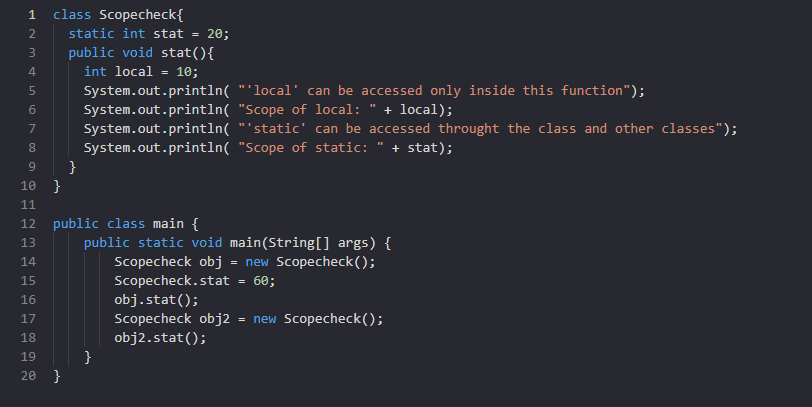 1 class Scopecheck{
2 static int stat = 20;
3 public void stat(){
4 int local = 10;
5 System.out.println( "'local' can be accessed only inside this function");
6 System.out.println( "Scope of local: " + local);
7 System.out.println( "'static' can be accessed throught the class and other classes");
8 System.out.println( "Scope of static: " + stat);
9 }
10 }
11
12 public class main {
13 public static void main(String[] args) {
14 Scopecheck obj = new Scopecheck();
15 Scopecheck.stat = 60;
16 obj.stat();
17 Scopecheck obj2 = new Scopecheck();
18 obj2.stat();
19 }
20 }